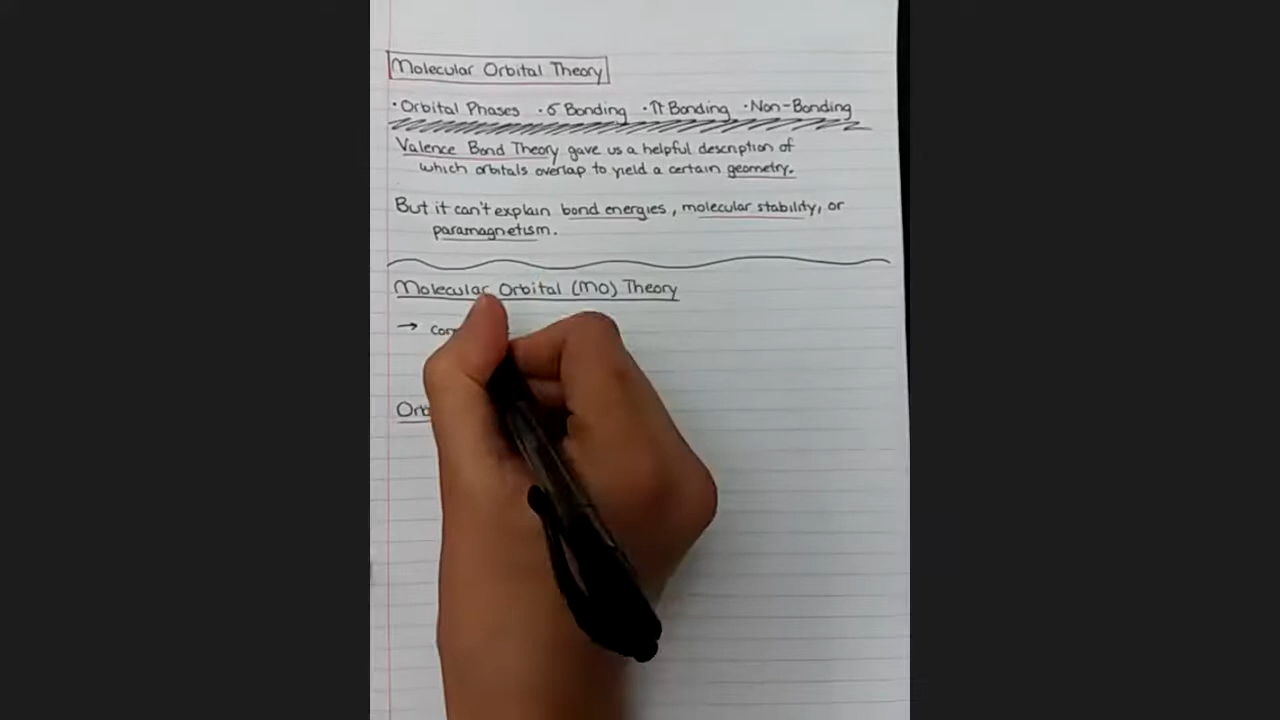 Molecular Orbital Theory
·Orbital Phases ·σ Bonding ·π Bonding ·Non-Bonding
Valence Bond Theory gave us a helpful description of
which orbitals overlap to yield a certain geometry.
But it can't explain bond energies, molecular stability, or
paramagnetism.
Molecular Orbital (MO) Theory
→